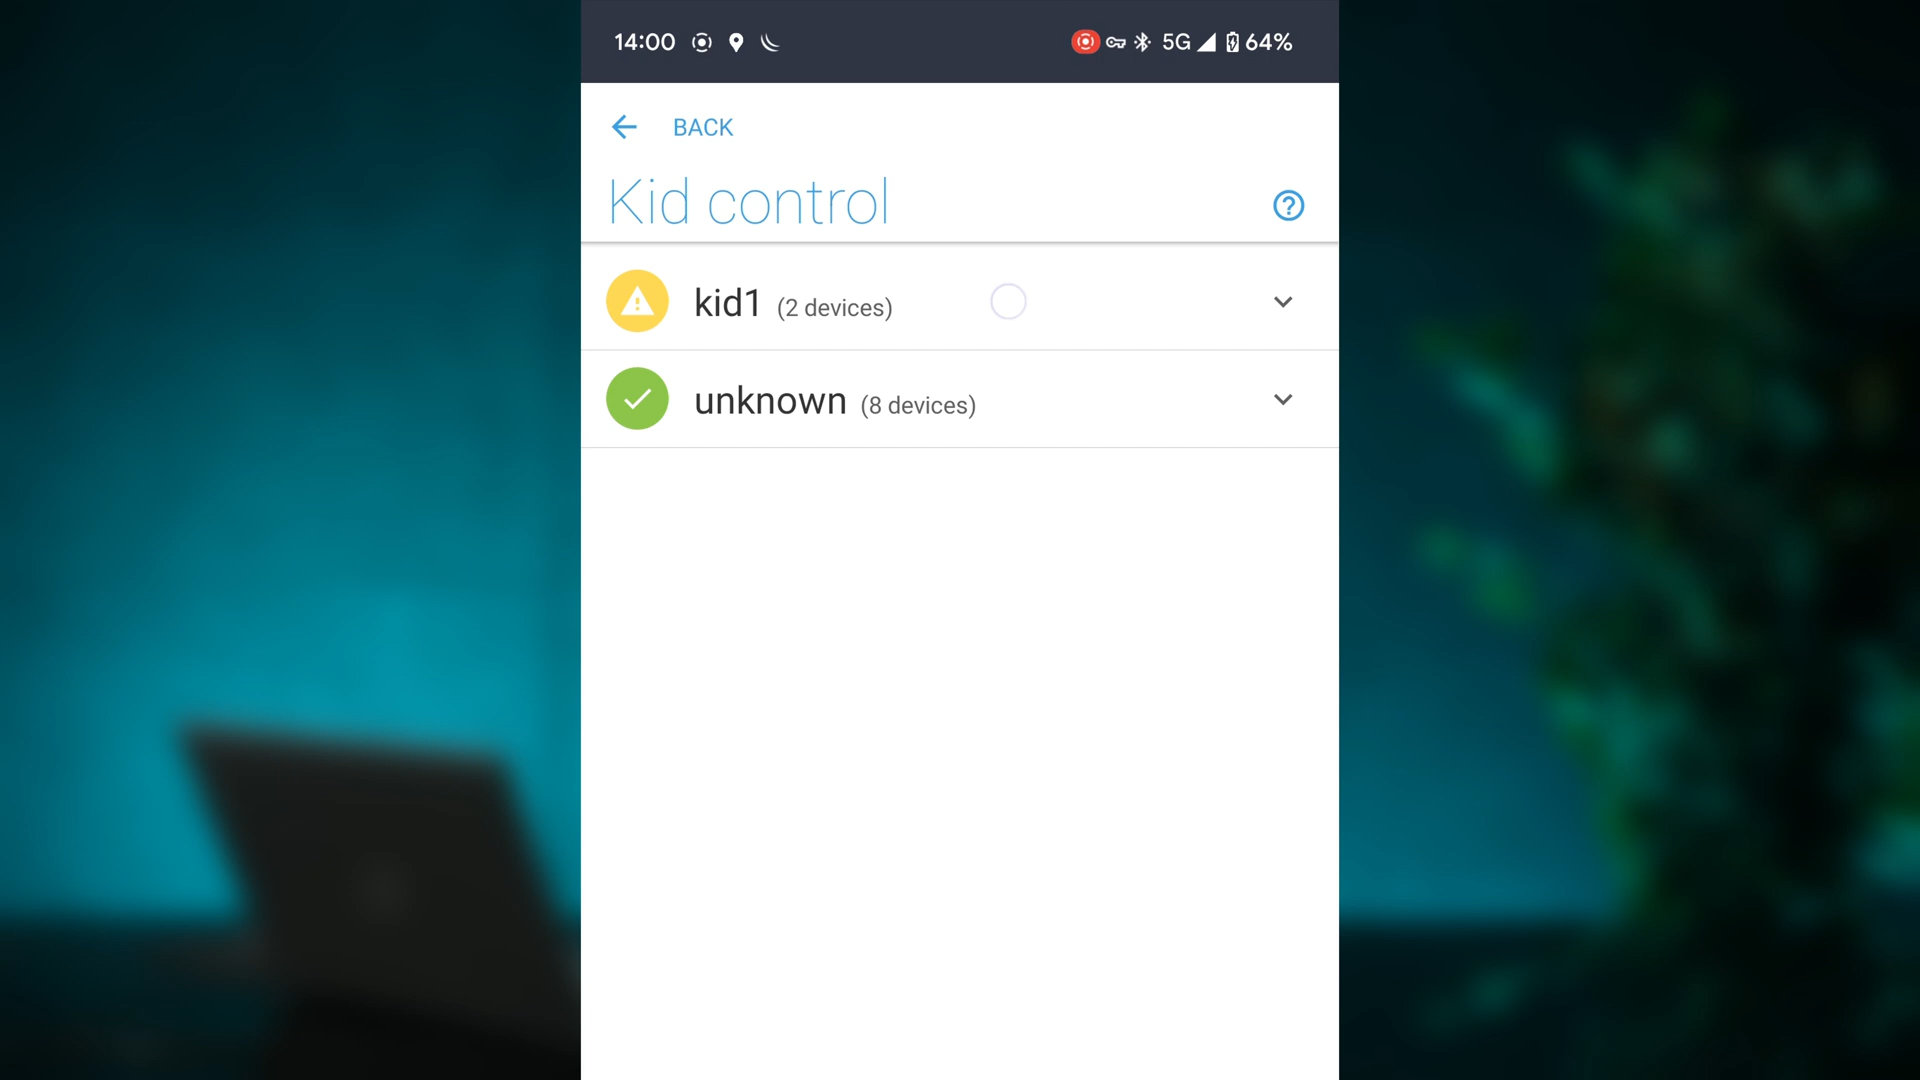 14:00 5G 64%
BACK
Kid control
kid1 (2 devices)
unknown (8 devices)